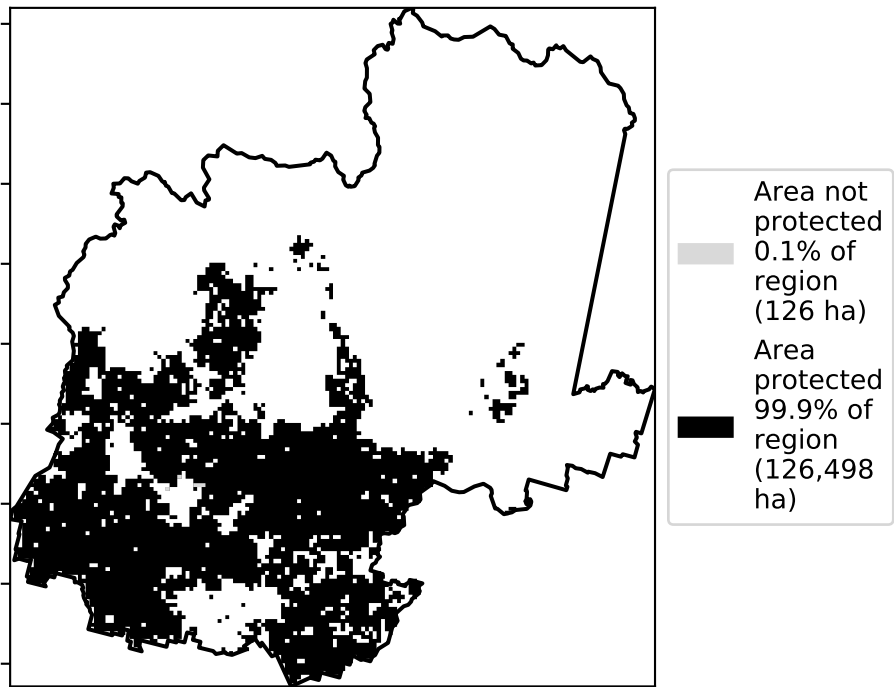 Area not
protected
0.1% of
region
(126 ha)
Area
protected
99.9% of
region
(126,498
ha)